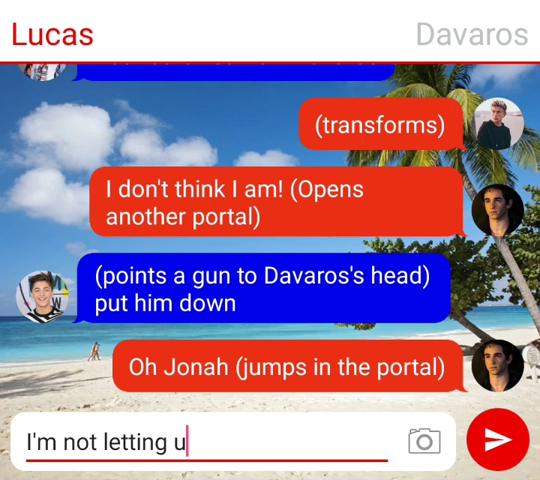 Lucas
Davaros
(transforms)
I don't think I am! (Opens
another portal)
(points a gun to Davaros's head)
put him down
Oh Jonah (jumps in the portal)
I'm not letting u